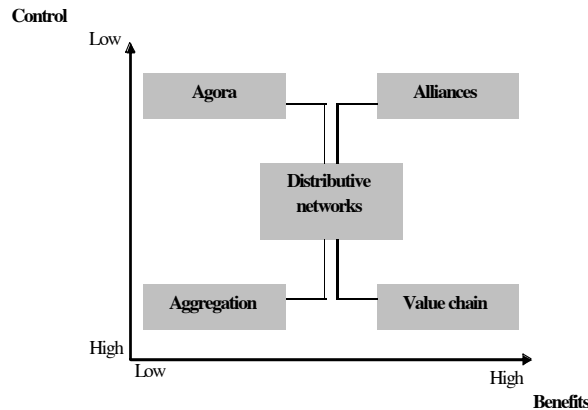 Control
Low
Agora
Alliances
Distributive
networks
Aggregation
Value chain
High
Low
High
Benefits